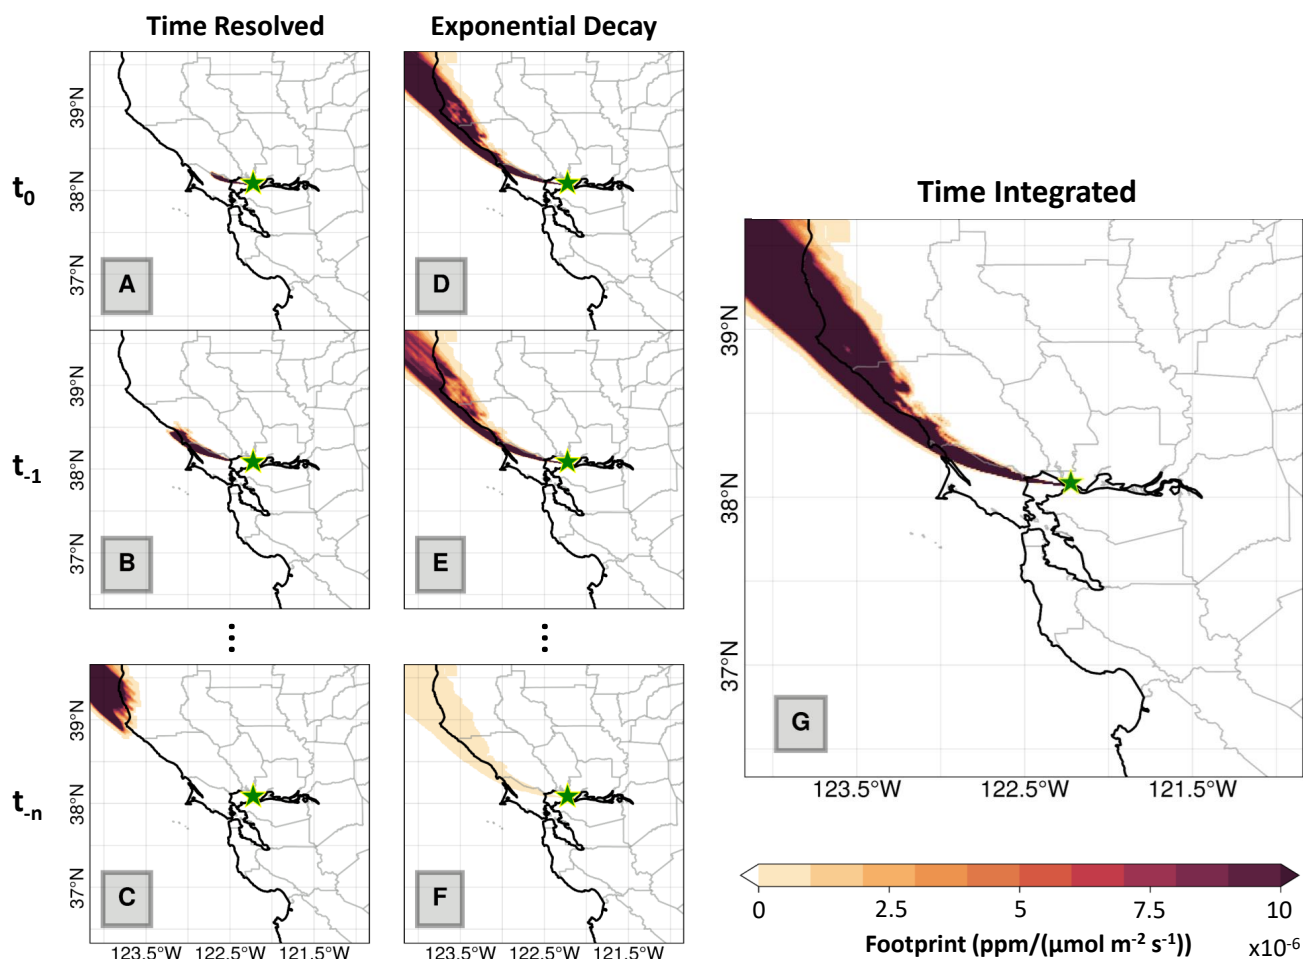 Time Resolved
Exponential Decay
t0
39°N
38°N
37°N
A
D
t-1
39°N
38°N
37°N
B
E
⋮
⋮
t-n
39°N
38°N
37°N
C
F
123.5°W 122.5°W 121.5°W
123.5°W 122.5°W 121.5°W
Time Integrated
39°N
38°N
37°N
G
123.5°W 122.5°W 121.5°W
0 2.5 5 7.5 10
Footprint (ppm/(μmol m⁻² s⁻¹)) x10⁻⁶